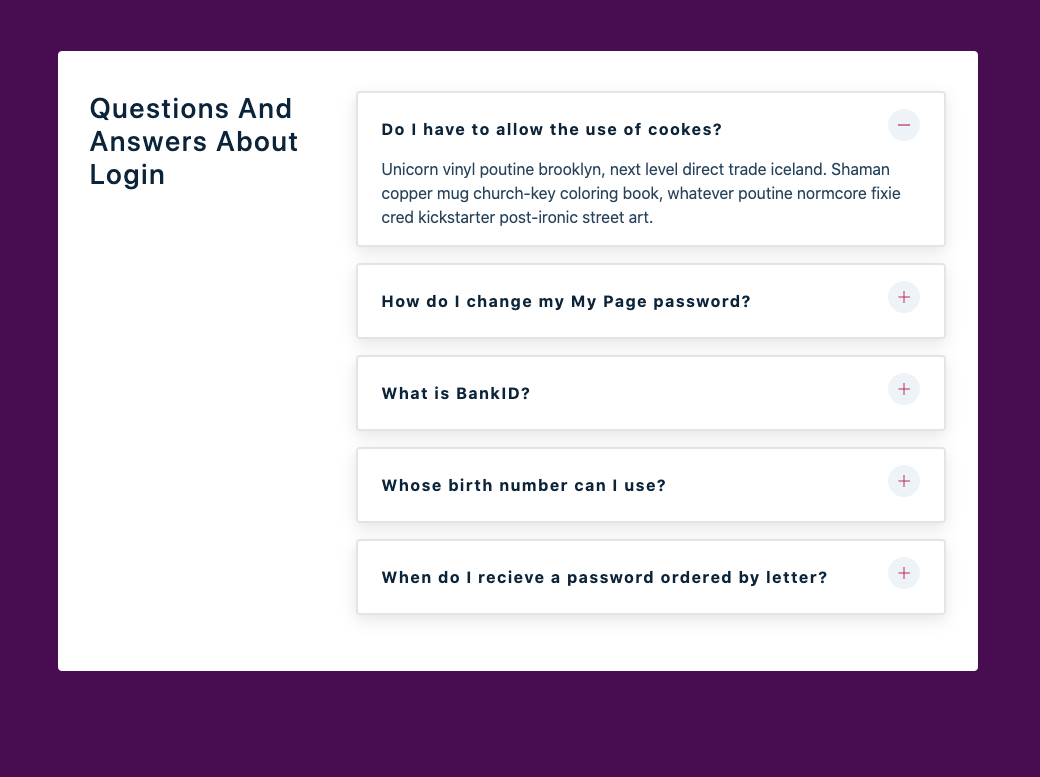 Questions And
Answers About
Login
Do I have to allow the use of cookes?
Unicorn vinyl poutine brooklyn, next level direct trade iceland. Shaman
copper mug church-key coloring book, whatever poutine normcore fixie
cred kickstarter post-ironic street art.
How do I change my My Page password?
What is BankID?
Whose birth number can I use?
When do I recieve a password ordered by letter?